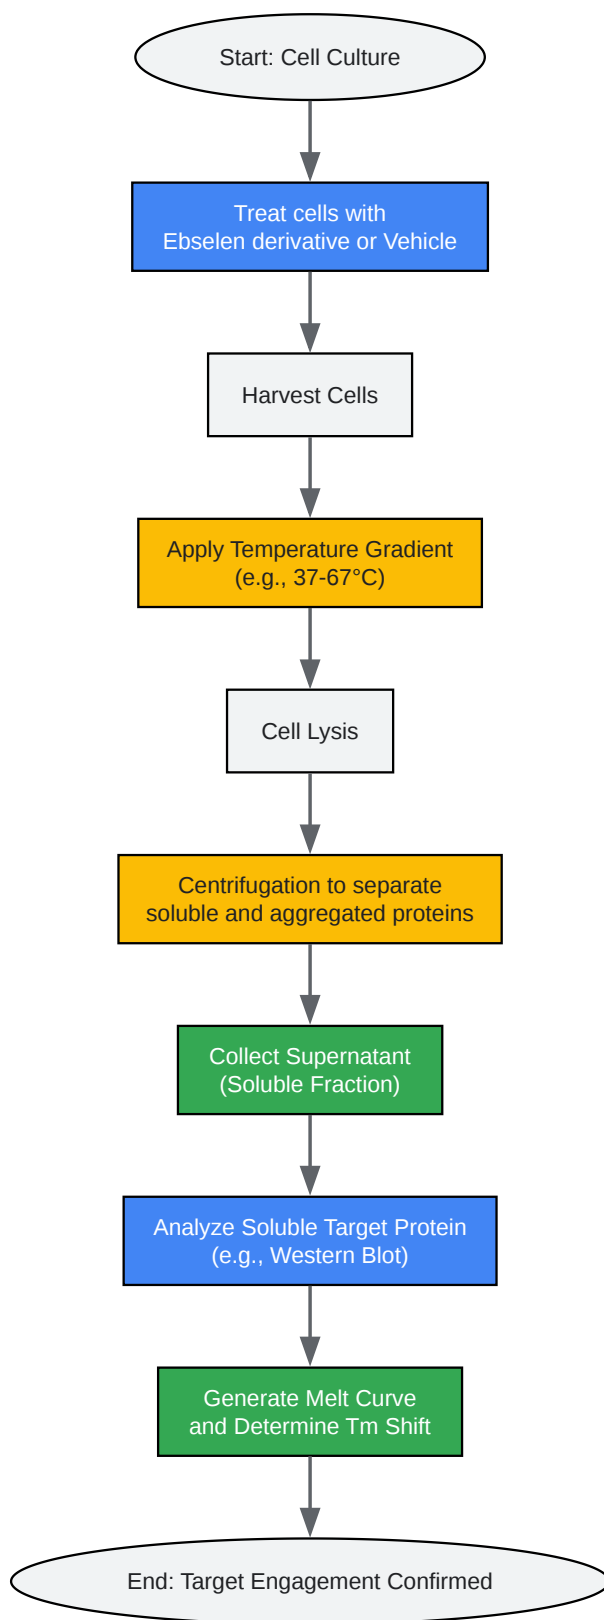 Start: Cell Culture
Treat cells with
Ebselen derivative or Vehicle
Harvest Cells
Apply Temperature Gradient
(e.g., 37-67°C)
Cell Lysis
Centrifugation to separate
soluble and aggregated proteins
Collect Supernatant
(Soluble Fraction)
Analyze Soluble Target Protein
(e.g., Western Blot)
Generate Melt Curve
and Determine Tm Shift
End: Target Engagement Confirmed